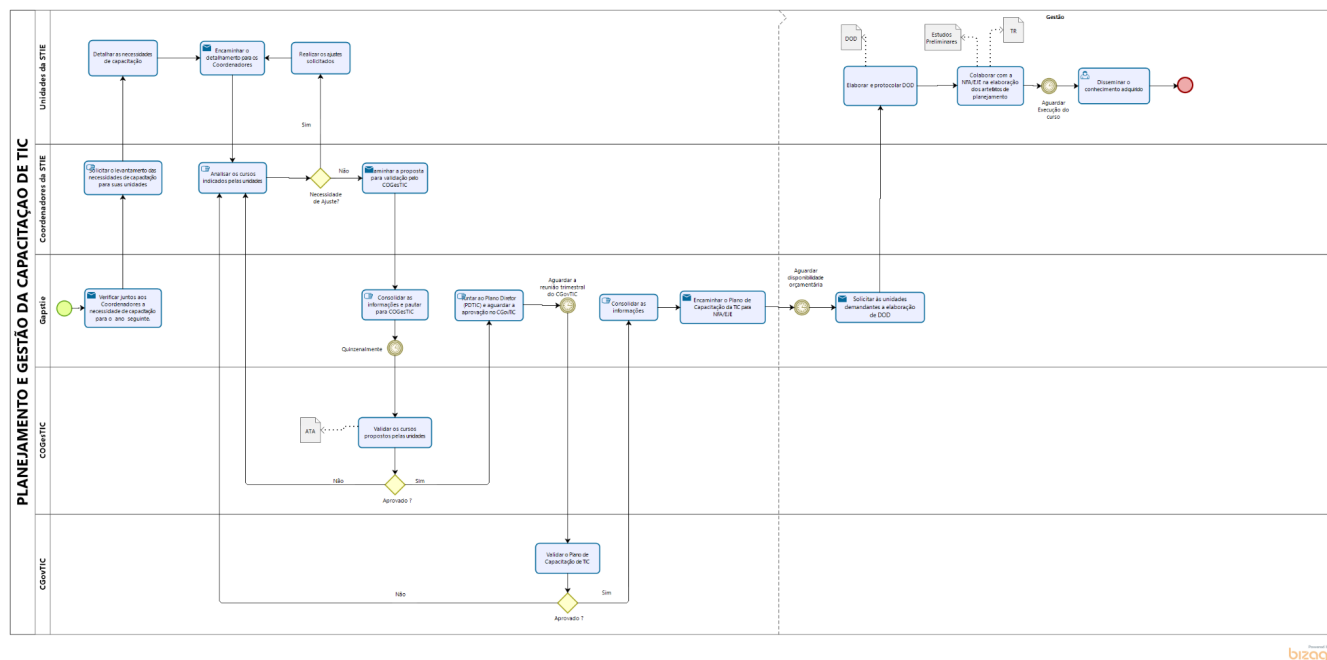 PLANEJAMENTO E GESTÃO DA CAPACITAÇAO DE TIC
Unidades da STIE
Detalhar as necessidades
de capacitação
Encaminhar o
detalhamento para os
Coordenadores
Realizar os ajustes
solicitados
Sim
Gestão
DOD
Estudos
Preliminares
TR
Elaborar e protocolar DOD
Colaborar com a
NFA/EJE na elaboração
dos artefatos de
planejamento
Aguardar
Execução do
curso
Disseminar o
conhecimento adquirido
Coordenadores da STIE
Solicitar o levantamento das
necessidades de capacitação
para suas unidades
Analisar os cursos
indicados pelas unidades
Necessidade
de Ajuste?
Não
caminhar a proposta
para validação pelo
COGesTIC
Gapstie
Verificar juntos aos
Coordenadores a
necessidade de capacitação
para o ano seguinte.
Consolidar as
informações e pautar
para COGesTIC
Quinzenalmente
untar ao Plano Diretor
(PDTIC) e aguardar a
aprovação no CGovTIC
Aguardar a
reunião trimestral
do CGovTIC
Consolidar as
informações
Encaminhar o Plano de
Capacitação da TIC para
NFA/EJE
Aguardar
disponibilidade
orçamentária
Solicitar às unidades
demandantes a elaboração
de DOD
COGesTIC
ATA
Validar os cursos
propostos pelas unidades
Não
Sim
Aprovado ?
CGovTIC
Validar o Plano de
Capacitação de TIC
Não
Sim
Aprovado ?